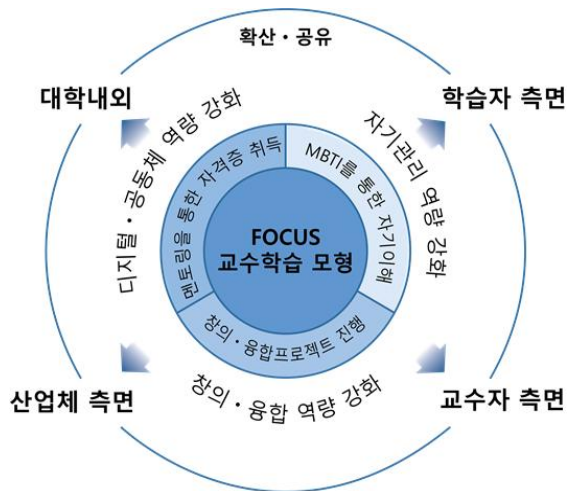 확산・공유
대학내외
학습자 측면
디지털・공동체 역량 강화
자기관리 역량 강화
멘토링을 통한 자격증 취득
MBTI를 통한 자기이해
FOCUS
교수학습 모형
창의・융합프로젝트 진행
창의・융합 역량 강화
산업체 측면
교수자 측면